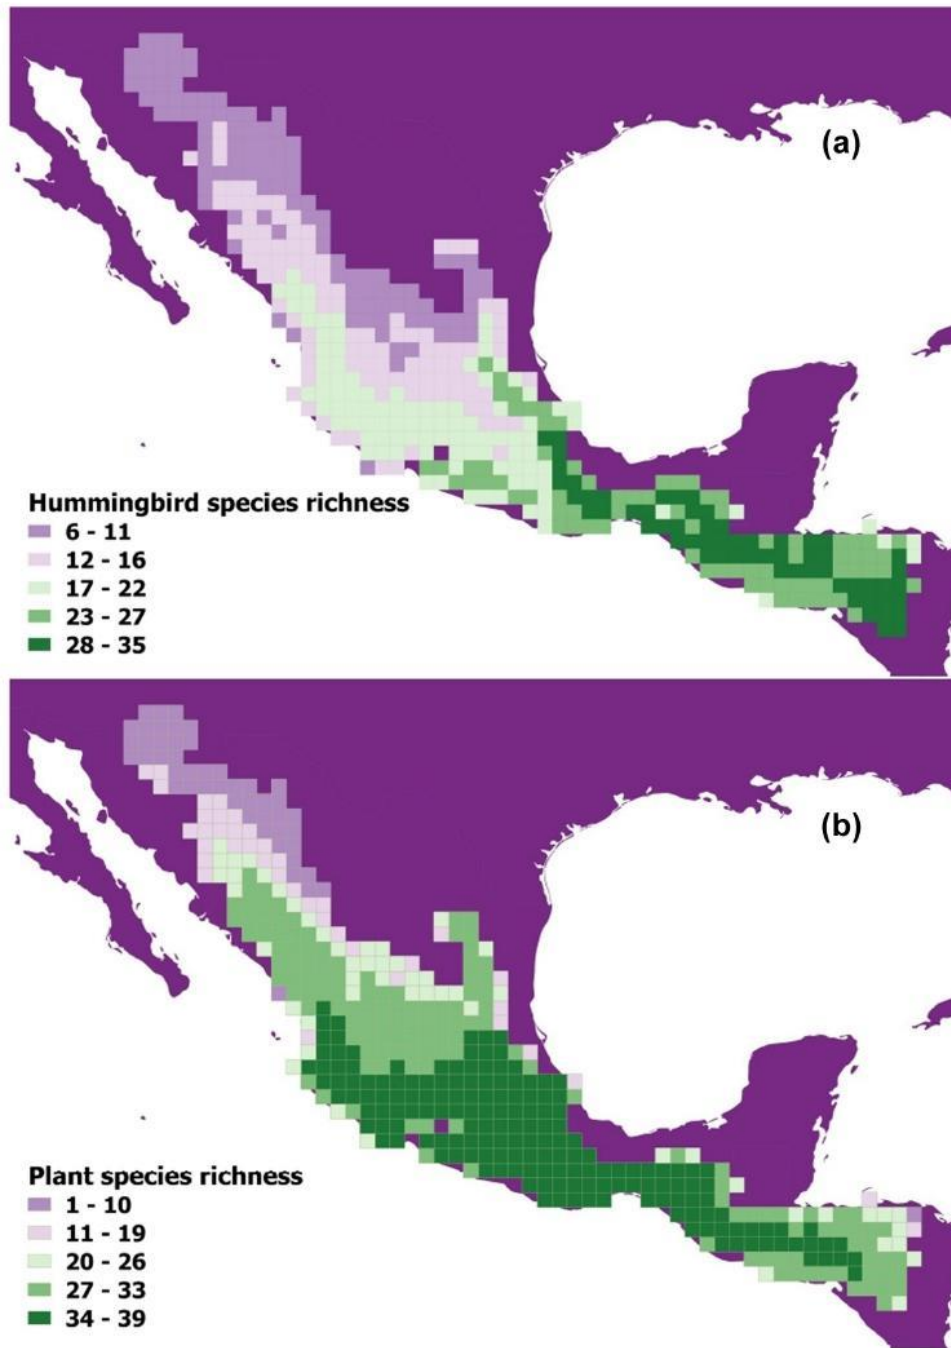 (a)
Hummingbird species richness
6 - 11
12 - 16
17 - 22
23 - 27
28 - 35
(b)
Plant species richness
1 - 10
11 - 19
20 - 26
27 - 33
34 - 39